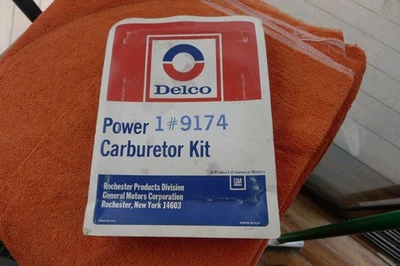 Delco
Power 1#9174
Carburetor Kit
A Product of General Motors
GM
Rochester Products Division
General Motors Corporation
Rochester, New York 14603